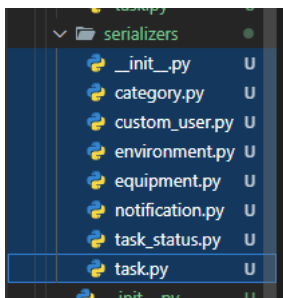 serializers
__init__.py U
category.py U
custom_user.py U
environment.py U
equipment.py U
notification.py U
task_status.py U
task.py U